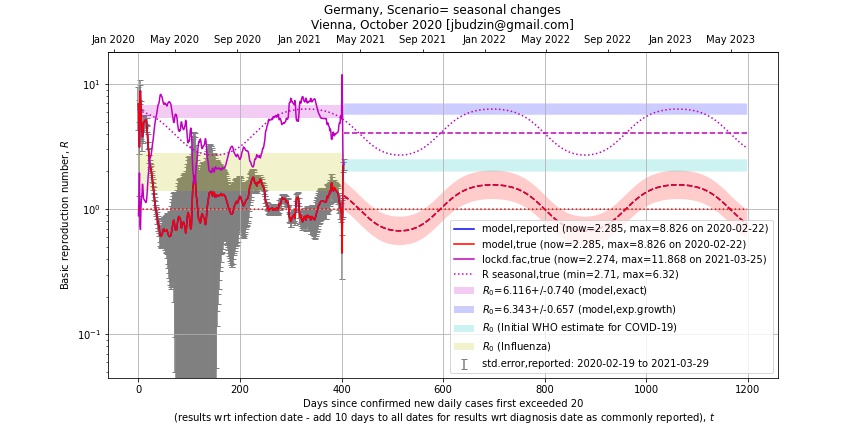 Germany, Scenario= seasonal changes
Vienna, October 2020 [jbudzin@gmail.com]
Jan 2020 May 2020 Sep 2020 Jan 2021 May 2021 Sep 2021 Jan 2022 May 2022 Sep 2022 Jan 2023 May 2023
Basic reproduction number, R
10¹
10⁰
10⁻¹
model,reported (now=2.285, max=8.826 on 2020-02-22)
model,true (now=2.285, max=8.826 on 2020-02-22)
lockd.fac,true (now=2.274, max=11.868 on 2021-03-25)
R seasonal,true (min=2.71, max=6.32)
R₀=6.116+/-0.740 (model,exact)
R₀=6.343+/-0.657 (model,exp.growth)
R₀ (Initial WHO estimate for COVID-19)
R₀ (Influenza)
std.error,reported: 2020-02-19 to 2021-03-29
0 200 400 600 800 1000 1200
Days since confirmed new daily cases first exceeded 20
(results wrt infection date - add 10 days to all dates for results wrt diagnosis date as commonly reported), t